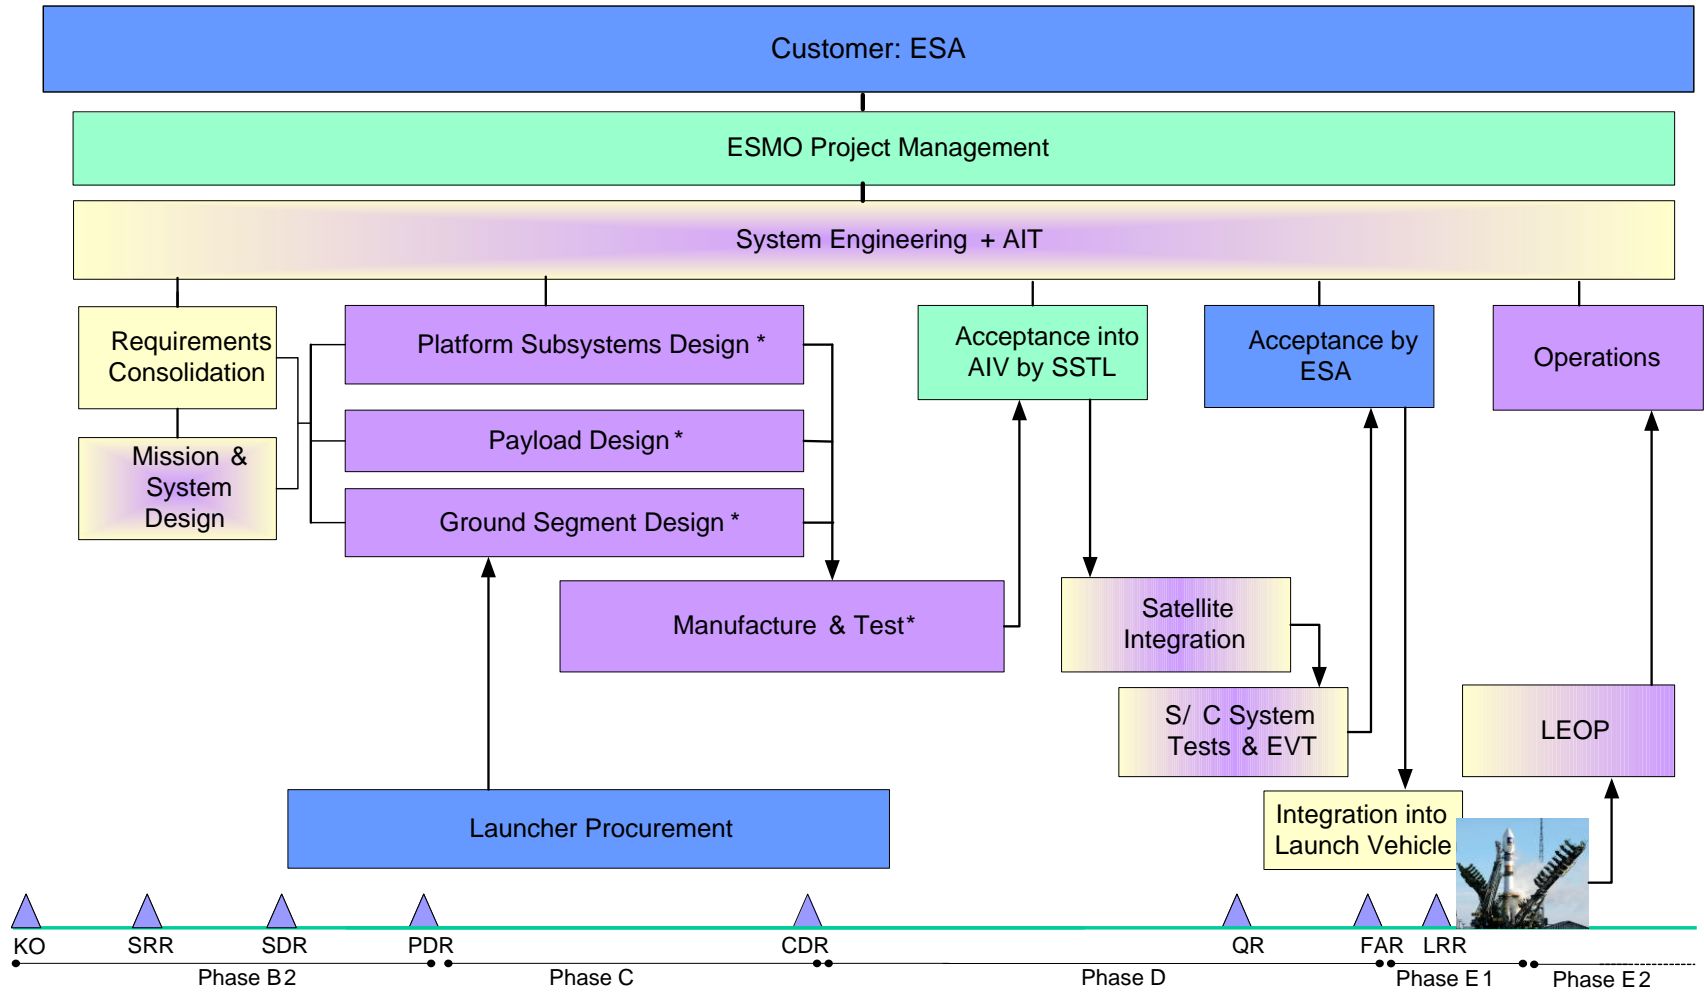 Customer: ESA
ESMO Project Management
System Engineering + AIT
Requirements
Consolidation
Platform Subsystems Design *
Acceptance into
AIV by SSTL
Acceptance by
ESA
Operations
Mission &
System
Design
Payload Design *
Ground Segment Design *
Manufacture & Test*
Satellite
Integration
S/ C System
Tests & EVT
LEOP
Launcher Procurement
Integration into
Launch Vehicle
KO
SRR
SDR
PDR
CDR
QR
FAR
LRR
Phase B2
Phase C
Phase D
Phase E1
Phase E2